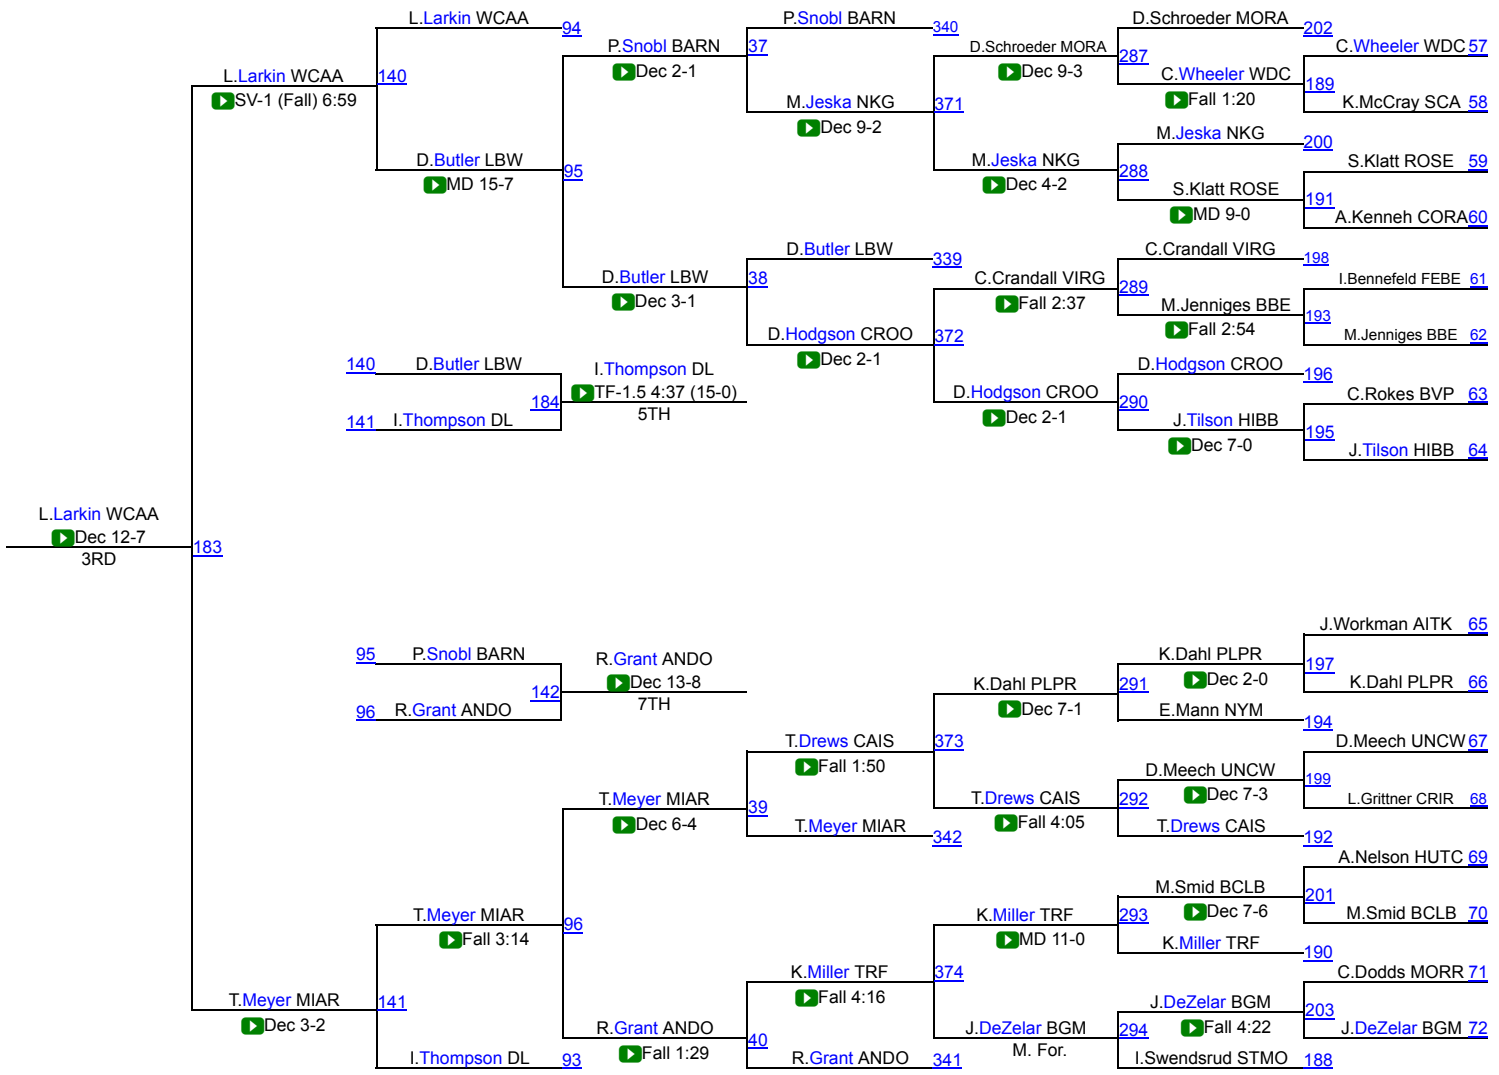 L.Larkin WCAA 94 P.Snobl BARN 340 D.Schroeder MORA 202
P.Snobl BARN 37 D.Schroeder MORA 287 C.Wheeler WDC 57
Dec 2-1 Dec 9-3
L.Larkin WCAA 140 C.Wheeler WDC 189
SV-1 (Fall) 6:59 M.Jeska NKG 371 Fall 1:20 K.McCray SCA 58
Dec 9-2
M.Jeska NKG 200
D.Butler LBW 95 M.Jeska NKG 288 S.Klatt ROSE 59
MD 15-7 Dec 4-2
S.Klatt ROSE 191
MD 9-0 A.Kenneh CORA 60
D.Butler LBW 339 C.Crandall VIRG 198
D.Butler LBW 38 C.Crandall VIRG 289 I.Bennefeld FEBE 61
Dec 3-1 Fall 2:37
M.Jenniges BBE 193
D.Hodgson CROO 372 Fall 2:54 M.Jenniges BBE 62
Dec 2-1
140 D.Butler LBW I.Thompson DL D.Hodgson CROO 196
184 TF-1.5 4:37 (15-0) D.Hodgson CROO 290 C.Rokes BVP 63
5TH Dec 2-1
141 I.Thompson DL J.Tilson HIBB 195
Dec 7-0 J.Tilson HIBB 64
L.Larkin WCAA
Dec 12-7 183
3RD
J.Workman AITK 65
95 P.Snobl BARN R.Grant ANDO K.Dahl PLPR 197
142 Dec 13-8 K.Dahl PLPR 291 Dec 2-0 K.Dahl PLPR 66
7TH Dec 7-1
96 R.Grant ANDO E.Mann NYM 194
T.Drews CAIS 373 D.Meech UNCW 67
Fall 1:50
D.Meech UNCW 199
T.Meyer MIAR 39 T.Drews CAIS 292 Dec 7-3 L.Grittner CRIR 68
Dec 6-4 Fall 4:05
T.Meyer MIAR 342 T.Drews CAIS 192
A.Nelson HUTC 69
M.Smid BCLB 201
T.Meyer MIAR 96 K.Miller TRF 293 Dec 7-6 M.Smid BCLB 70
Fall 3:14 MD 11-0
K.Miller TRF 190
K.Miller TRF 374 C.Dodds MORR 71
Fall 4:16
T.Meyer MIAR 141 J.DeZelar BGM 203
Dec 3-2 R.Grant ANDO 40 J.DeZelar BGM 294 Fall 4:22 J.DeZelar BGM 72
Fall 1:29 M. For.
I.Thompson DL 93 R.Grant ANDO 341 I.Swendsrud STMO 188